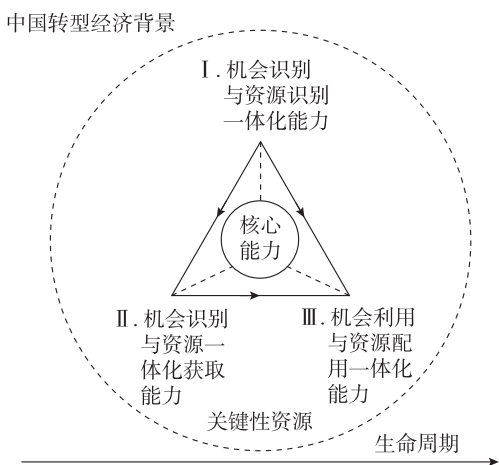 中国转型经济背景
Ⅰ.机会识别
与资源识别
一体化能力
核心
能力
Ⅱ.机会识别
与资源一
体化获取
能力
Ⅲ.机会利用
与资源配
用一体化
能力
关键性资源
生命周期